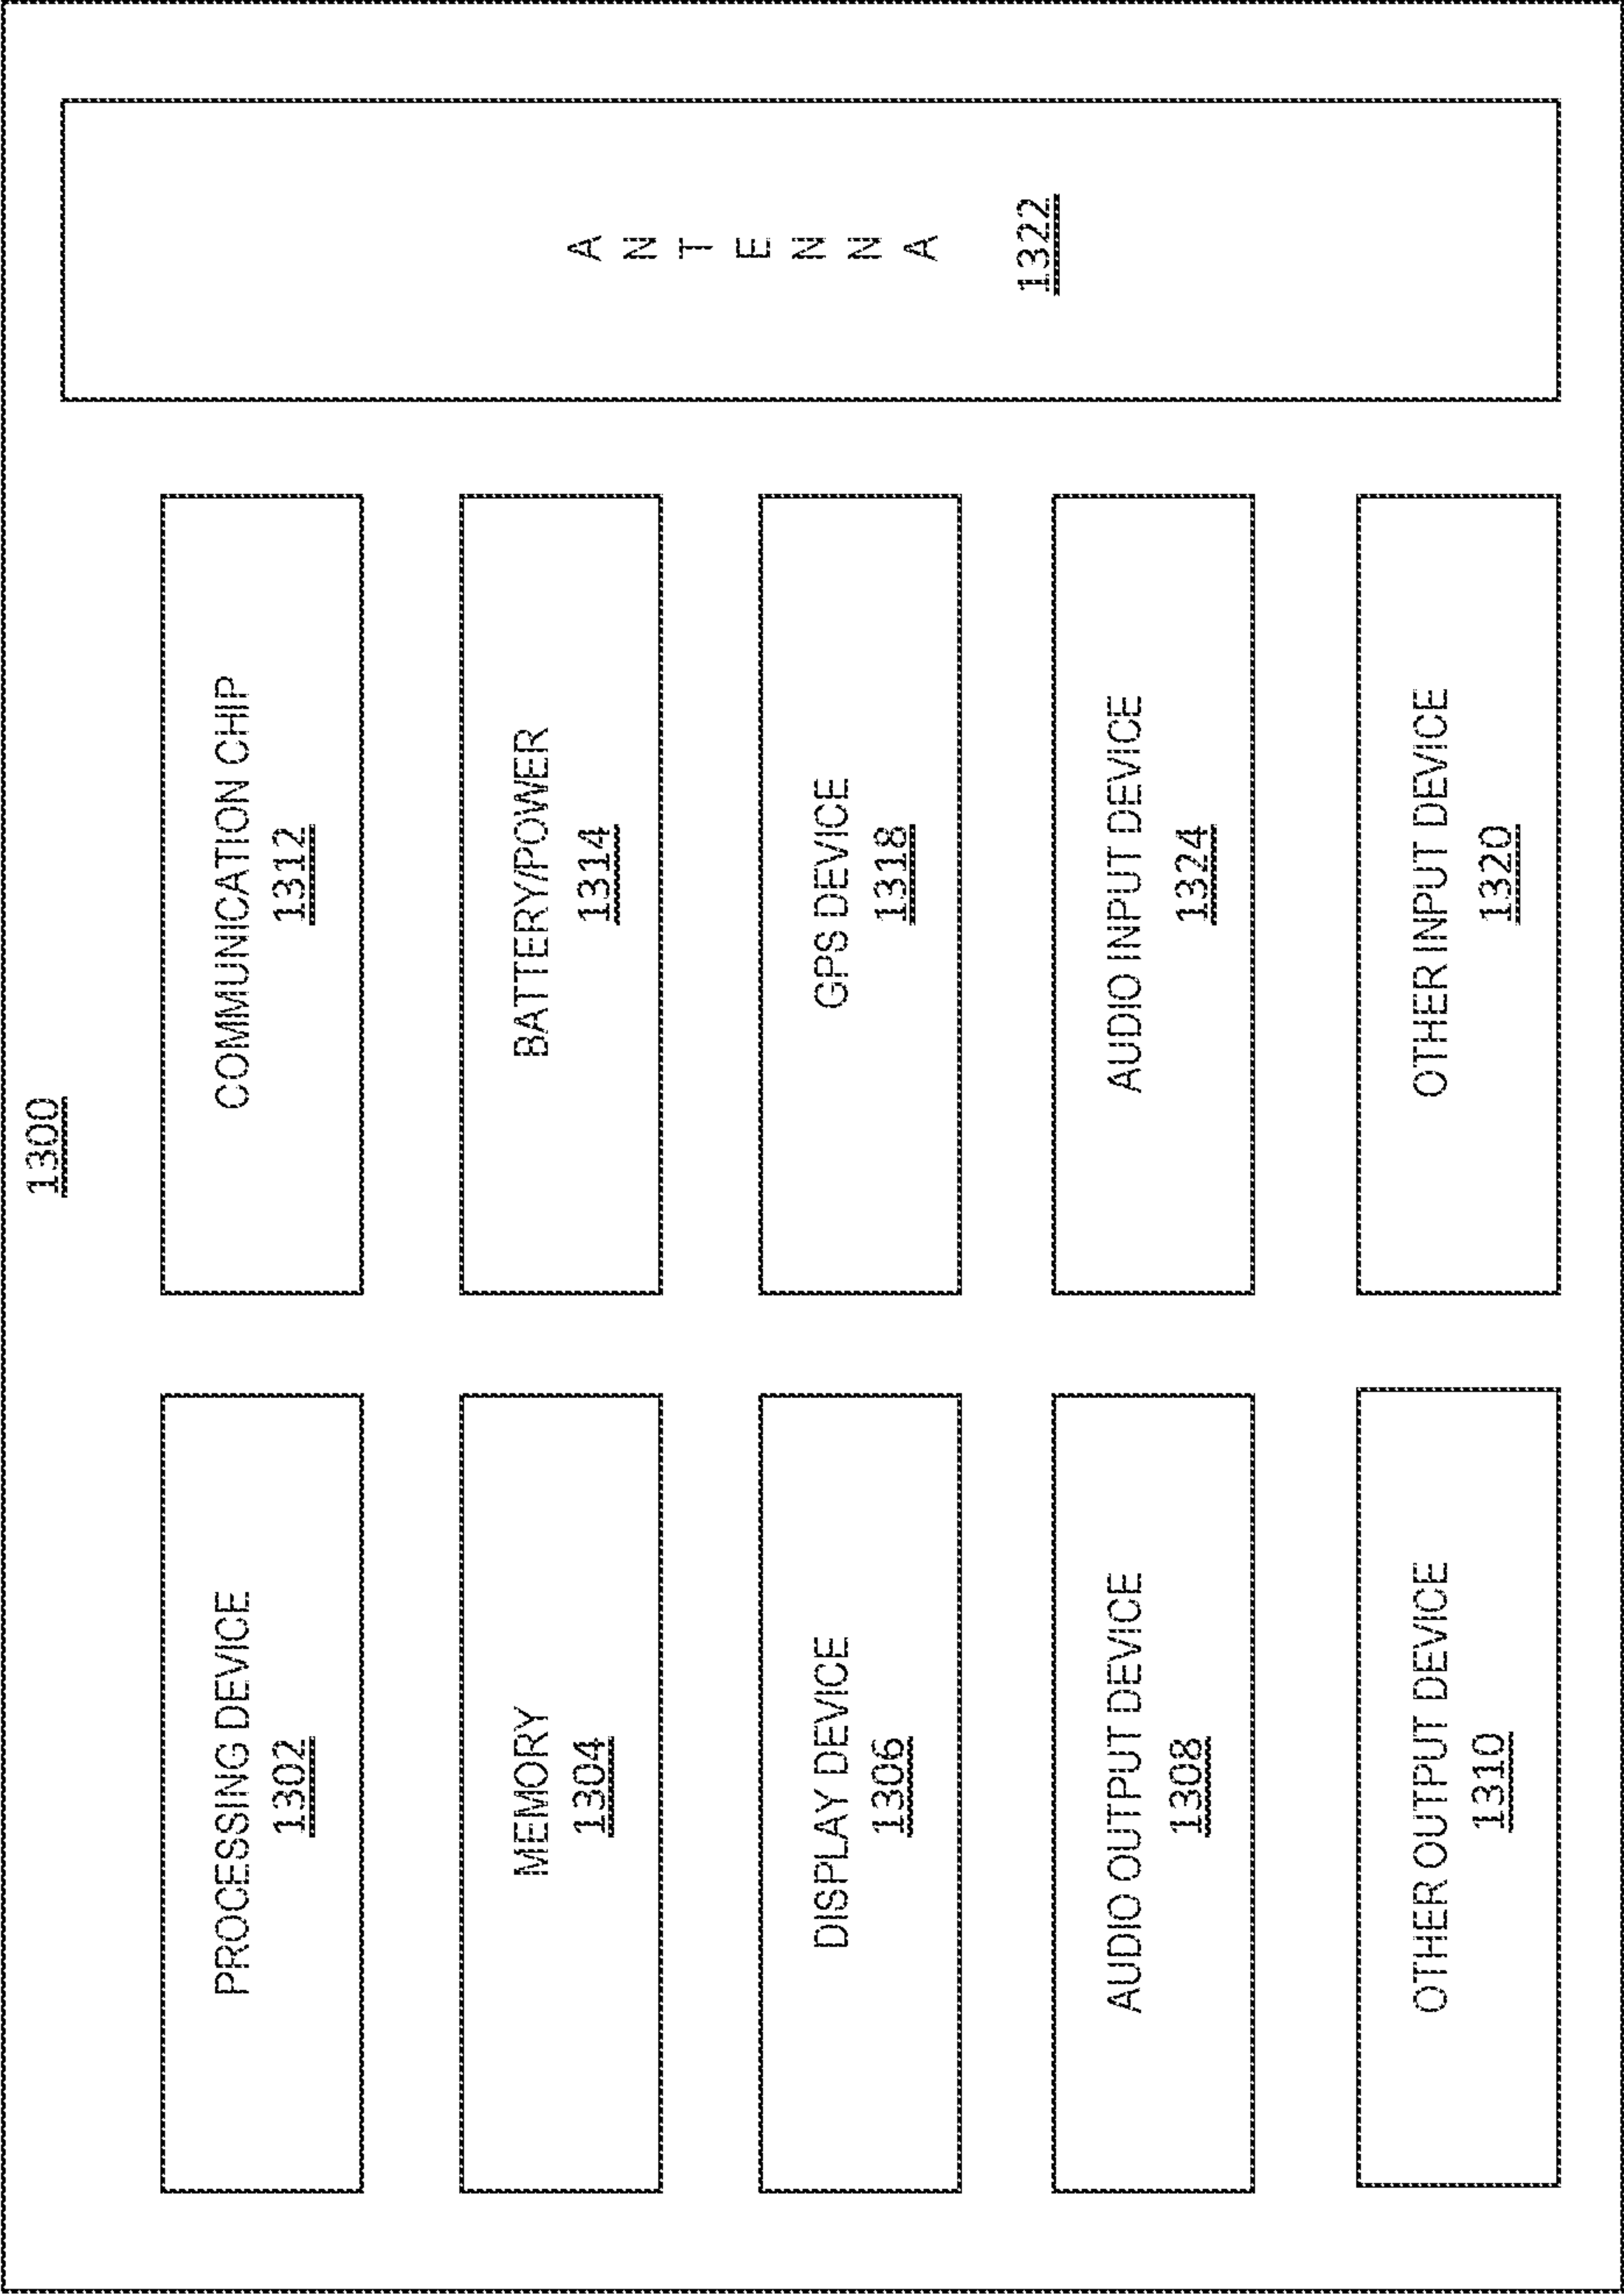 1300
PROCESSING DEVICE
1302
MEMORY
1304
DISPLAY DEVICE
1306
AUDIO OUTPUT DEVICE
1308
OTHER OUTPUT DEVICE
1310
COMMUNICATION CHIP
1312
BATTERY/POWER
1314
GPS DEVICE
1318
AUDIO INPUT DEVICE
1324
OTHER INPUT DEVICE
1320
A
N
T
E
N
N
A
1322